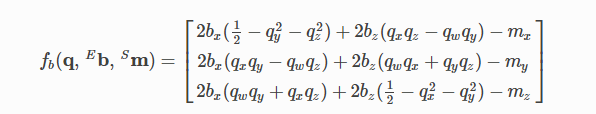 f_b(q, ^E b, ^S m) = [ 2b_x(1/2 − q_y^2 − q_z^2) + 2b_z(q_x q_z − q_w q_y) − m_x
2b_x(q_x q_y − q_w q_z) + 2b_z(q_w q_x + q_y q_z) − m_y
2b_x(q_w q_y + q_x q_z) + 2b_z(1/2 − q_x^2 − q_y^2) − m_z ]